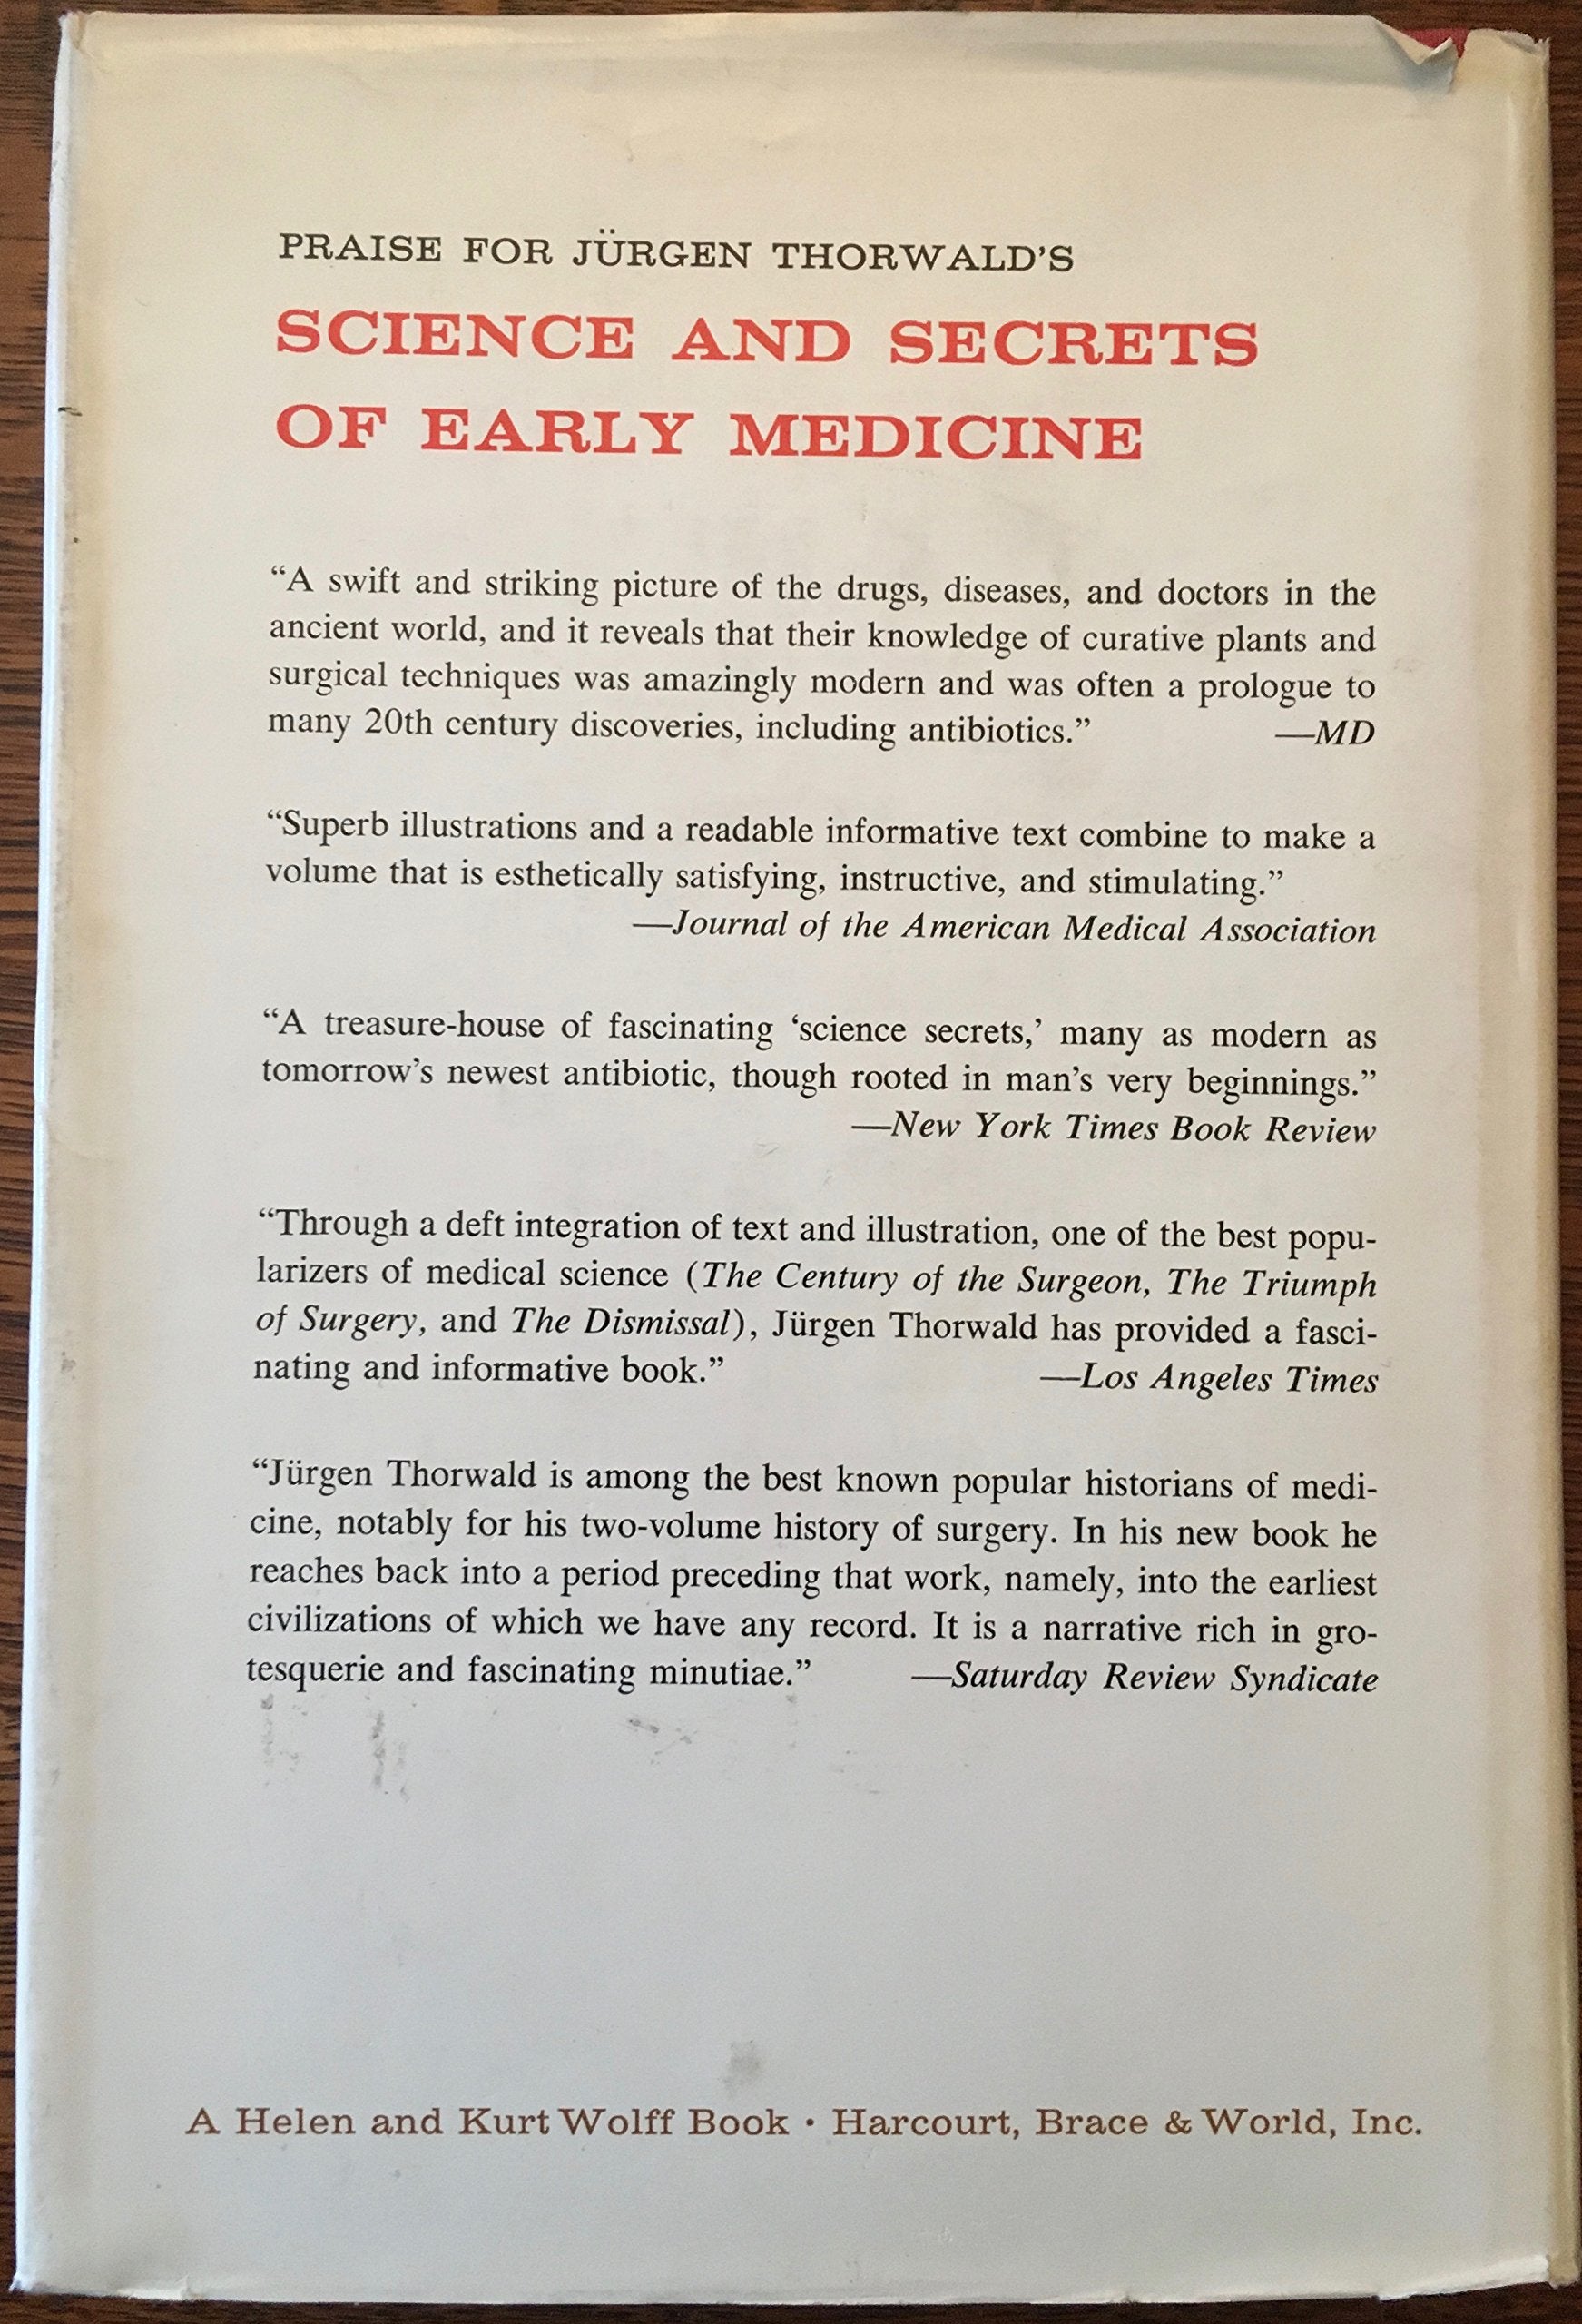 PRAISE FOR JÜRGEN THORWALD'S
SCIENCE AND SECRETS
OF EARLY MEDICINE
“A swift and striking picture of the drugs, diseases, and doctors in the
ancient world, and it reveals that their knowledge of curative plants and
surgical techniques was amazingly modern and was often a prologue to
many 20th century discoveries, including antibiotics.” —MD
“Superb illustrations and a readable informative text combine to make a
volume that is esthetically satisfying, instructive, and stimulating.”
—Journal of the American Medical Association
“A treasure-house of fascinating ‘science secrets,’ many as modern as
tomorrow’s newest antibiotic, though rooted in man’s very beginnings.”
—New York Times Book Review
“Through a deft integration of text and illustration, one of the best popu-
larizers of medical science (The Century of the Surgeon, The Triumph
of Surgery, and The Dismissal), Jürgen Thorwald has provided a fasci-
nating and informative book.” —Los Angeles Times
“Jürgen Thorwald is among the best known popular historians of medi-
cine, notably for his two-volume history of surgery. In his new book he
reaches back into a period preceding that work, namely, into the earliest
civilizations of which we have any record. It is a narrative rich in gro-
tesquerie and fascinating minutiae.” —Saturday Review Syndicate
A Helen and Kurt Wolff Book • Harcourt, Brace & World, Inc.